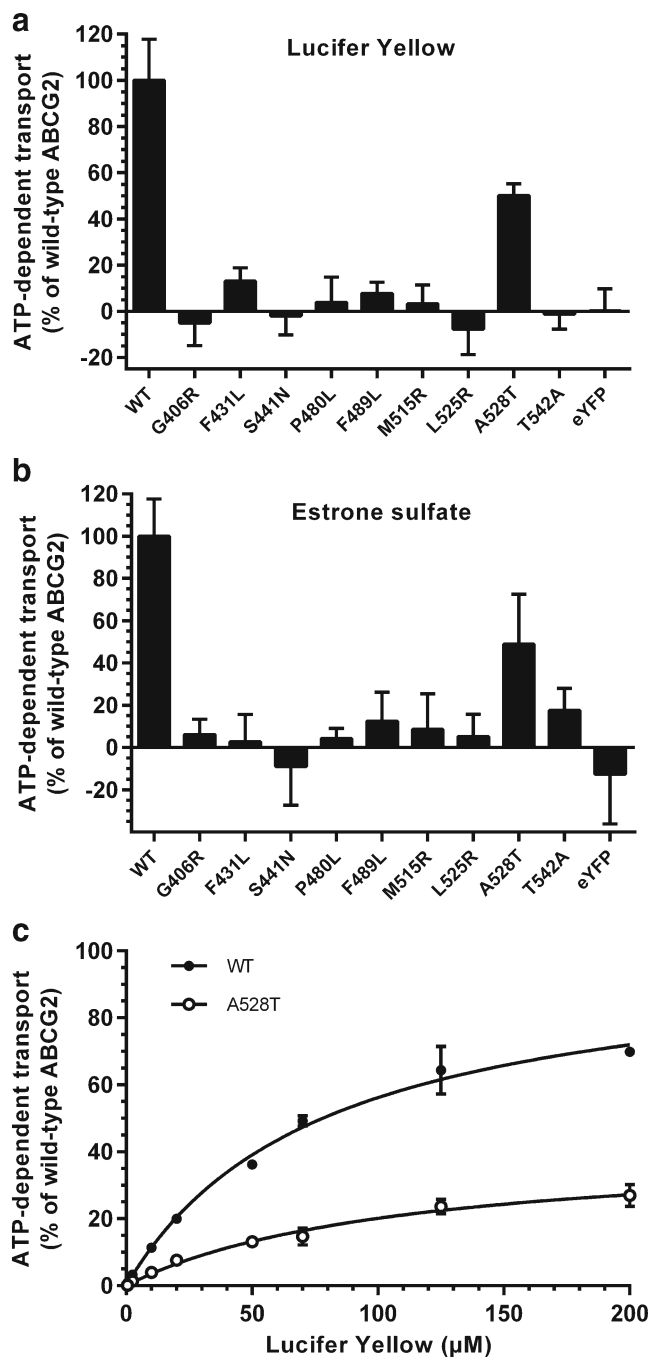 a
Lucifer Yellow
ATP-dependent transport
(% of wild-type ABCG2)
120
100
80
60
40
20
0
-20
WT
G406R
F431L
S441N
P480L
F489L
M515R
L525R
A528T
T542A
eYFP
b
Estrone sulfate
ATP-dependent transport
(% of wild-type ABCG2)
120
100
80
60
40
20
0
-20
WT
G406R
F431L
S441N
P480L
F489L
M515R
L525R
A528T
T542A
eYFP
c
WT
A528T
ATP-dependent transport
(% of wild-type ABCG2)
100
80
60
40
20
0
0 50 100 150 200
Lucifer Yellow (µM)